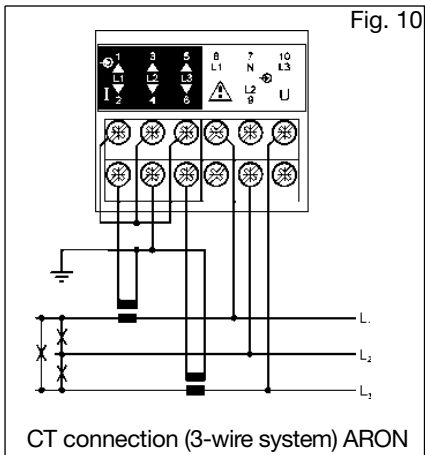 Fig. 10
1 3 5 8 7 10
L1 N L3
L1 L2 L3
I L2 U
2 4 6 9
L1
L2
L3
CT connection (3-wire system) ARON